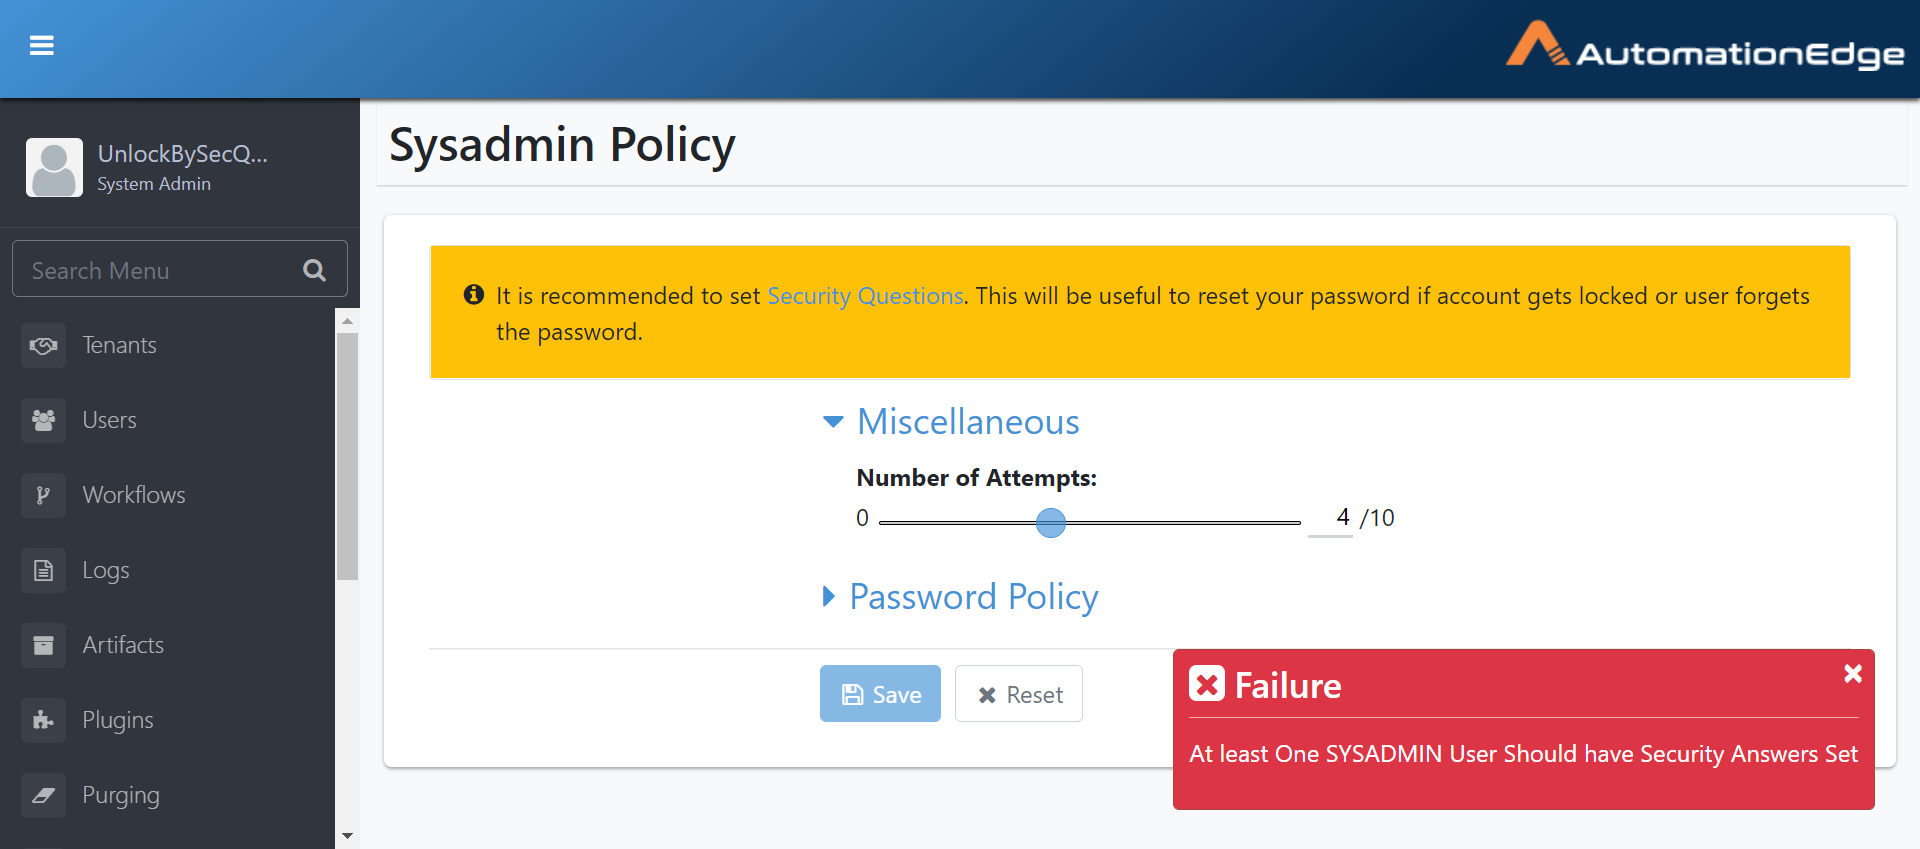 AutomationEdge
UnlockBySecQ...
System Admin
Search Menu
Tenants
Users
Workflows
Logs
Artifacts
Plugins
Purging
Sysadmin Policy
It is recommended to set Security Questions. This will be useful to reset your password if account gets locked or user forgets
the password.
Miscellaneous
Number of Attempts:
0 4 /10
Password Policy
Save Reset
Failure
At least One SYSADMIN User Should have Security Answers Set